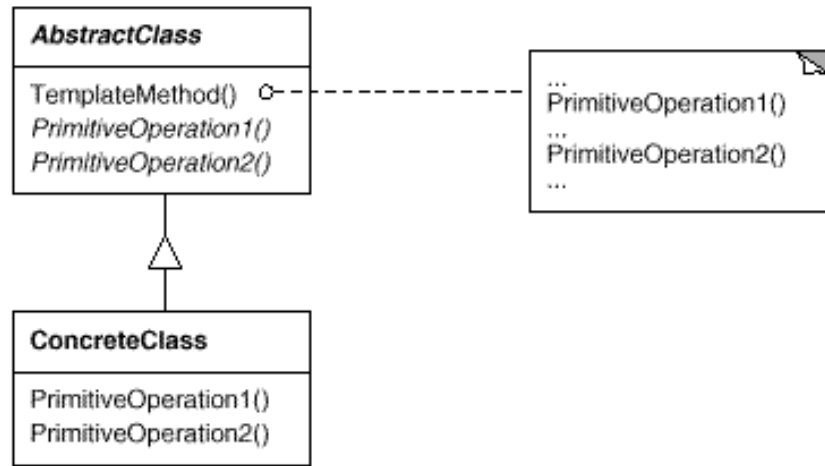 AbstractClass
TemplateMethod()
PrimitiveOperation1()
PrimitiveOperation2()
...
PrimitiveOperation1()
...
PrimitiveOperation2()
...
ConcreteClass
PrimitiveOperation1()
PrimitiveOperation2()